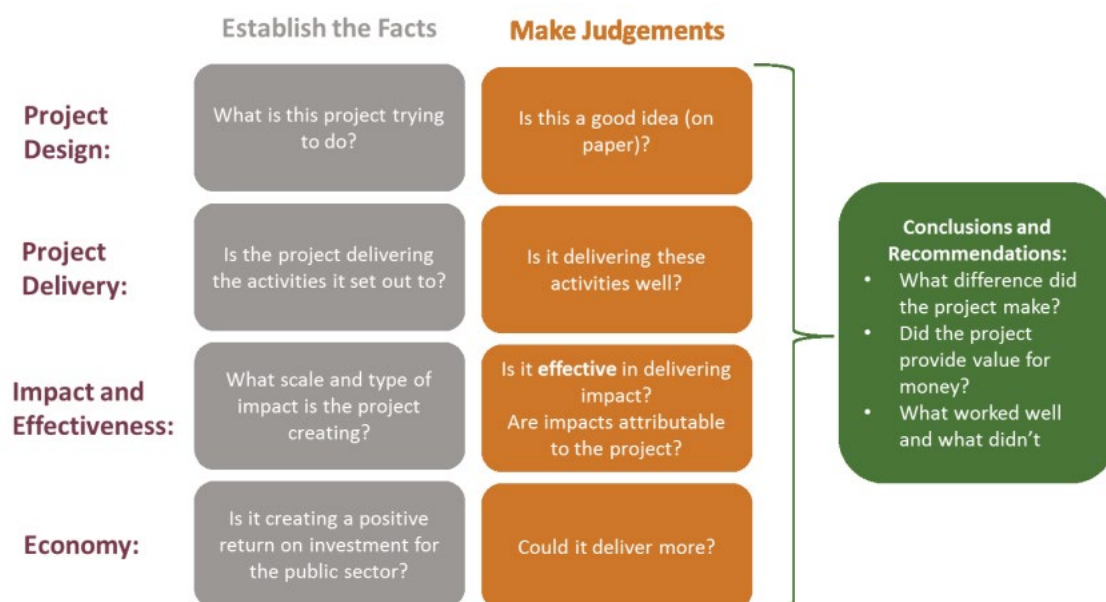 Establish the Facts
Make Judgements
Project
Design:
What is this project trying
to do?
Is this a good idea (on
paper)?
Project
Delivery:
Is the project delivering
the activities it set out to?
Is it delivering these
activities well?
Impact and
Effectiveness:
What scale and type of
impact is the project
creating?
Is it effective in delivering
impact?
Are impacts attributable
to the project?
Economy:
Is it creating a positive
return on investment for
the public sector?
Could it deliver more?
Conclusions and
Recommendations:
• What difference did
the project make?
• Did the project
provide value for
money?
• What worked well
and what didn't